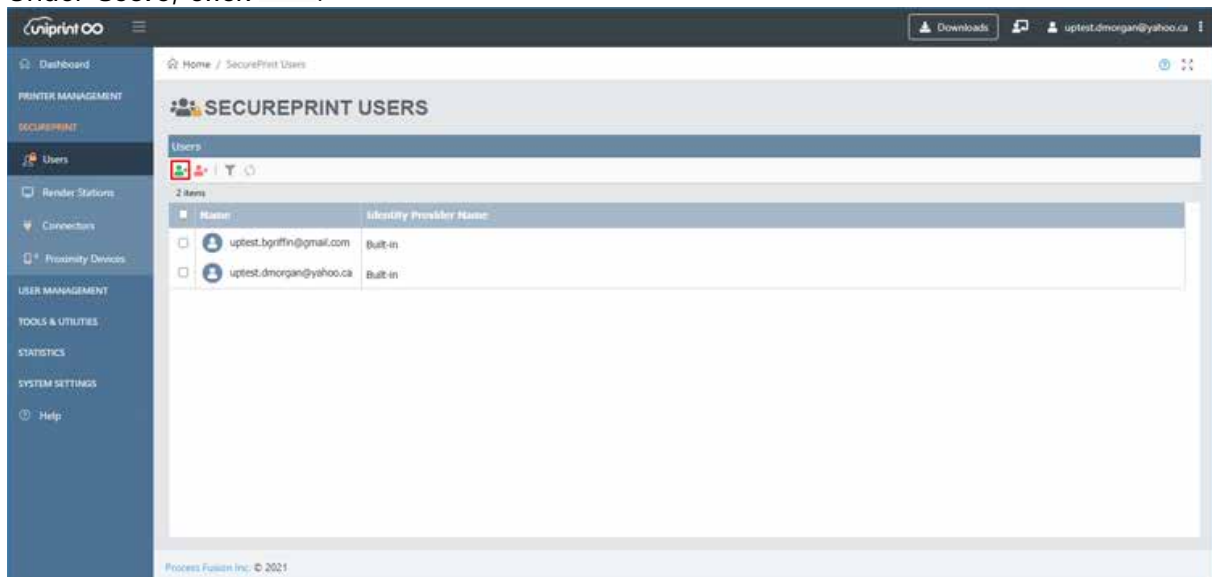 uniprint
Downloads
uptest.dmorgan@yahoo.ca
Dashboard
Home / SecurePrint Users
PRINTER MANAGEMENT
SECUREPRINT USERS
SECUREPRINT
Users
Users
2 items
Render Stations
Name Identity Provider Name
Connectors
uptest.bgriffin@gmail.com Built-in
Proximity Devices
uptest.dmorgan@yahoo.ca Built-in
USER MANAGEMENT
TOOLS & UTILITIES
STATISTICS
SYSTEM SETTINGS
Help
Process Fusion Inc. © 2021